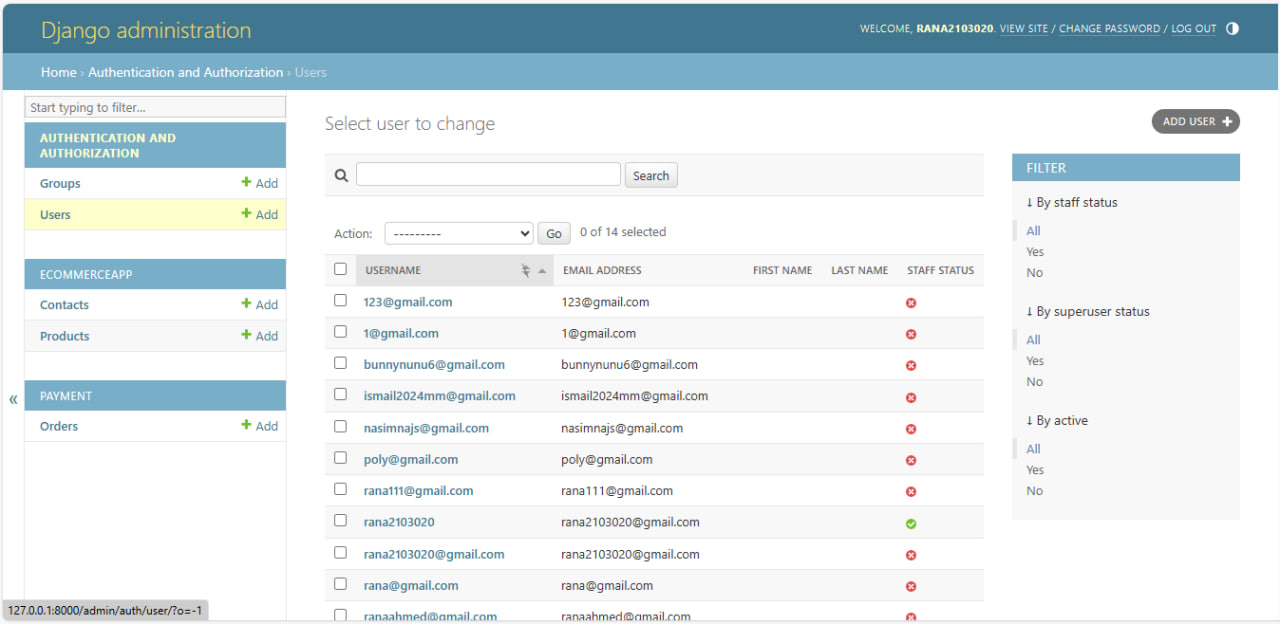 Django administration
WELCOME, RANA2103020. VIEW SITE / CHANGE PASSWORD / LOG OUT
Home › Authentication and Authorization › Users
Start typing to filter...
AUTHENTICATION AND
AUTHORIZATION
Groups + Add
Users + Add
ECOMMERCEAPP
Contacts + Add
Products + Add
PAYMENT
Orders + Add
«
Select user to change
ADD USER +
Search
Action: --------- Go 0 of 14 selected
USERNAME EMAIL ADDRESS FIRST NAME LAST NAME STAFF STATUS
123@gmail.com 123@gmail.com
1@gmail.com 1@gmail.com
bunnynunu6@gmail.com bunnynunu6@gmail.com
ismail2024mm@gmail.com ismail2024mm@gmail.com
nasimnajs@gmail.com nasimnajs@gmail.com
poly@gmail.com poly@gmail.com
rana111@gmail.com rana111@gmail.com
rana2103020 rana2103020@gmail.com
rana2103020@gmail.com rana2103020@gmail.com
rana@gmail.com rana@gmail.com
ranaahmed@gmail.com ranaahmed@gmail.com
FILTER
↓ By staff status
All
Yes
No
↓ By superuser status
All
Yes
No
↓ By active
All
Yes
No
127.0.0.1:8000/admin/auth/user/?o=-1